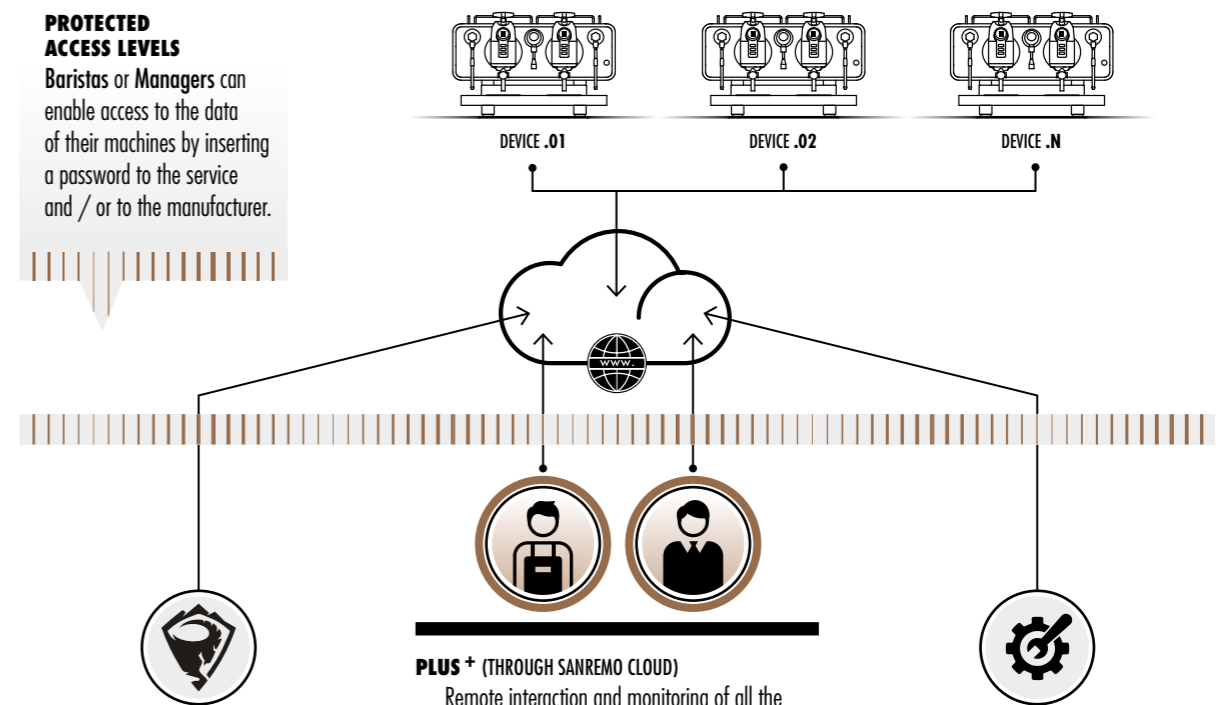 PROTECTED
ACCESS LEVELS
Baristas or Managers can
enable access to the data
of their machines by inserting
a password to the service
and / or to the manufacturer.
DEVICE .01
DEVICE .02
DEVICE .N
www.
PLUS + (THROUGH SANREMO CLOUD)
Remote interaction and monitoring of all the